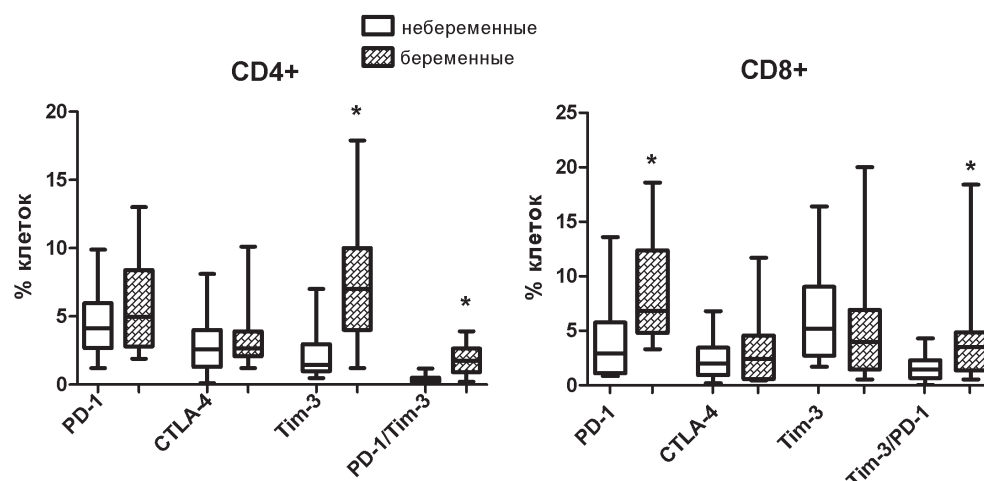 небеременные
беременные
CD4+
CD8+
% клеток
20
15
10
5
0
*
*
PD-1
CTLA-4
Tim-3
PD-1/Tim-3
% клеток
25
20
15
10
5
0
*
*
PD-1
CTLA-4
Tim-3
Tim-3/PD-1